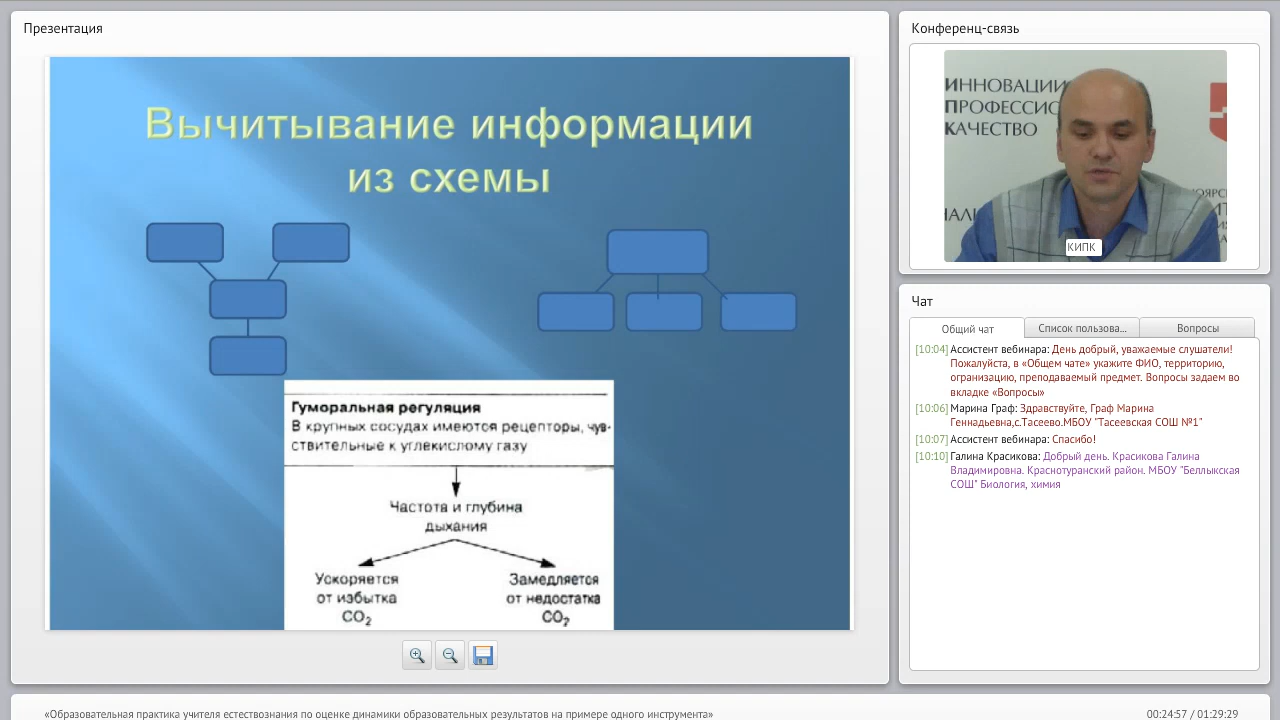 Презентация
Вычитывание информации
из схемы
Гуморальная регуляция
В крупных сосудах имеются рецепторы, чув-
ствительные к углекислому газу
Частота и глубина
дыхания
Ускоряется
от избытка
CO₂
Замедляется
от недостатка
CO₂
Конференц-связь
ИННОВАЦИИ
ПРОФЕССИО
КАЧЕСТВО
КИПК
Чат
Общий чат
Список пользова...
Вопросы
[10:04] Ассистент вебинара: День добрый, уважаемые слушатели!
Пожалуйста, в «Общем чате» укажите ФИО, территорию,
огранизацию, преподаваемый предмет. Вопросы задаем во
вкладке «Вопросы»
[10:06] Марина Граф: Здравствуйте, Граф Марина
Геннадьевна,с.Тасеево.МБОУ "Тасеевская СОШ №1"
[10:07] Ассистент вебинара: Спасибо!
[10:10] Галина Красикова: Добрый день. Красикова Галина
Владимировна. Краснотуранский район. МБОУ "Беллыкская
СОШ" Биология, химия
«Образовательная практика учителя естествознания по оценке динамики образовательных результатов на примере одного инструмента»
00:24:57 / 01:29:29